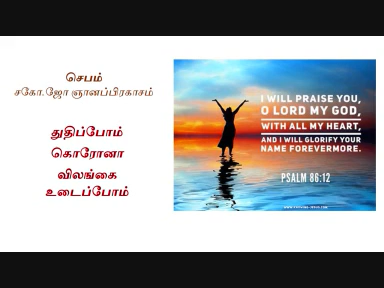 செபம்
சகோ.ஜோ ஞானப்பிரகாசம்
துதிப்போம்
கொரோனா
விலங்கை
உடைப்போம்
I WILL PRAISE YOU,
O LORD MY GOD,
WITH ALL MY HEART,
AND I WILL GLORIFY YOUR
NAME FOREVERMORE.
PSALM 86:12